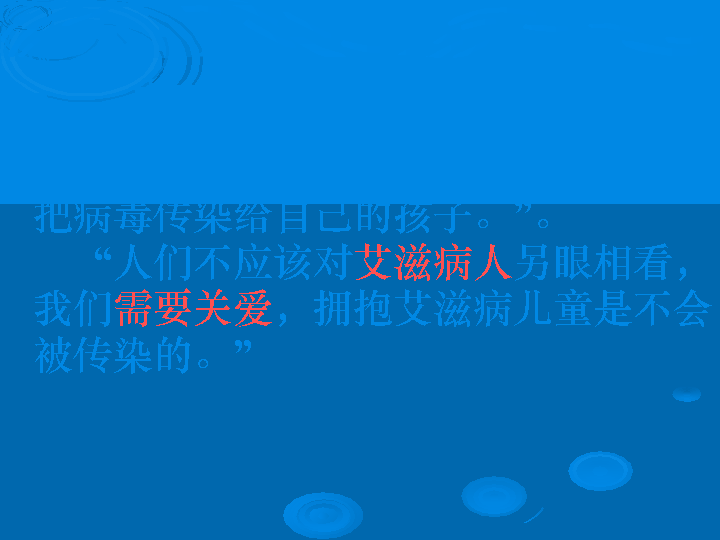 把病毒传染给自己的孩子。”。
“人们不应该对艾滋病人另眼相看，
我们需要关爱，拥抱艾滋病儿童是不会
被传染的。”